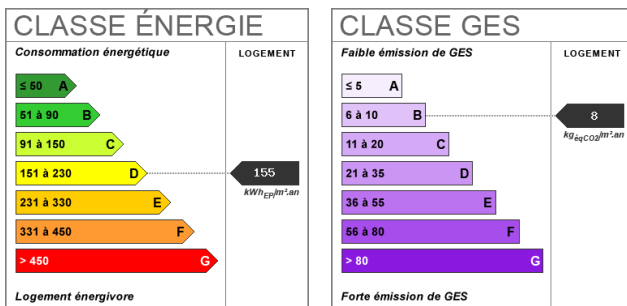 CLASSE ÉNERGIE
Consommation énergétique
LOGEMENT
≤ 50 A
51 à 90 B
91 à 150 C
151 à 230 D
155
kWhEP/m².an
231 à 330 E
331 à 450 F
> 450 G
Logement énergivore
CLASSE GES
Faible émission de GES
LOGEMENT
≤ 5 A
6 à 10 B
8
kgéqCO2/m².an
11 à 20 C
21 à 35 D
36 à 55 E
56 à 80 F
> 80 G
Forte émission de GES